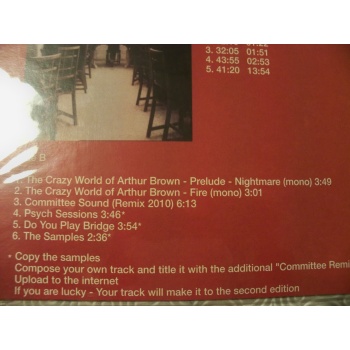 3. 32:05 01:51
4. 43:55 02:53
5. 41:20 13:54
B
1. The Crazy World of Arthur Brown - Prelude - Nightmare (mono) 3:49
2. The Crazy World of Arthur Brown - Fire (mono) 3:01
3. Committee Sound (Remix 2010) 6:13
4. Psych Sessions 4:46*
5. Do You Play Bridge 3:54*
6. The Samples 2:36*
* Copy the samples
Compose your own track and title it with the additional "Committee Remi
Upload to the internet
If you are lucky - Your track will make it to the second edition